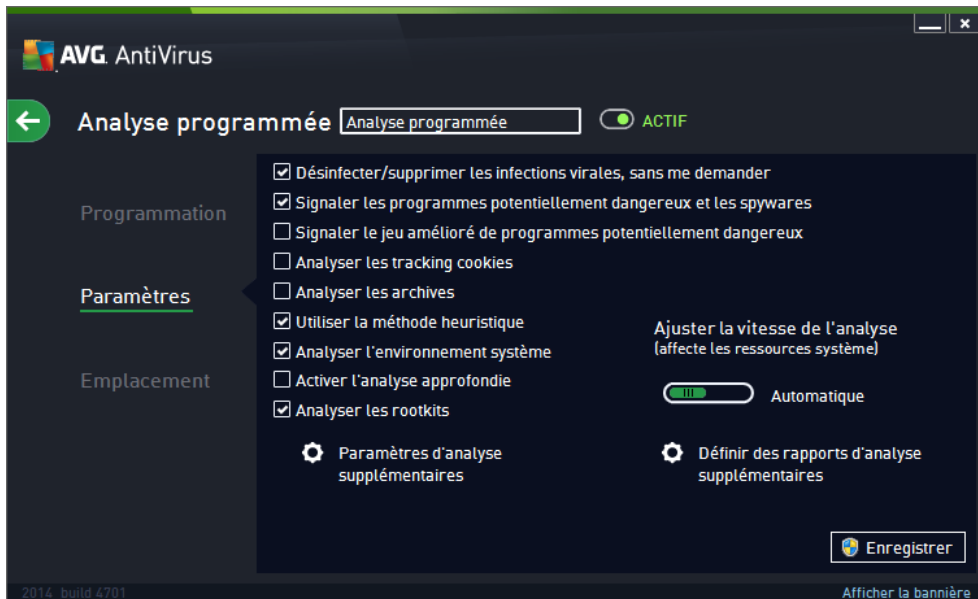 AVG. AntiVirus
Analyse programmée
Analyse programmée
ACTIF
Programmation
Paramètres
Emplacement
Désinfecter/supprimer les infections virales, sans me demander
Signaler les programmes potentiellement dangereux et les spywares
Signaler le jeu amélioré de programmes potentiellement dangereux
Analyser les tracking cookies
Analyser les archives
Utiliser la méthode heuristique
Analyser l'environnement système
Activer l'analyse approfondie
Analyser les rootkits
Ajuster la vitesse de l'analyse
(affecte les ressources système)
Automatique
Paramètres d'analyse
supplémentaires
Définir des rapports d'analyse
supplémentaires
Enregistrer
2014 build 4701
Afficher la bannière